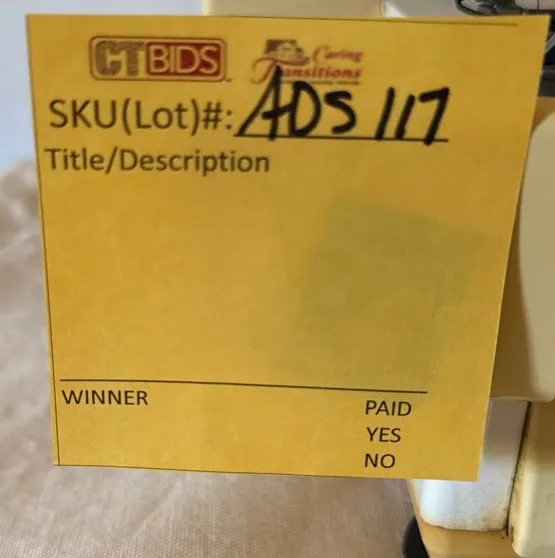 CTBIDS Caring Transitions
SKU(Lot)#: ADS 117
Title/Description
WINNER PAID
YES
NO